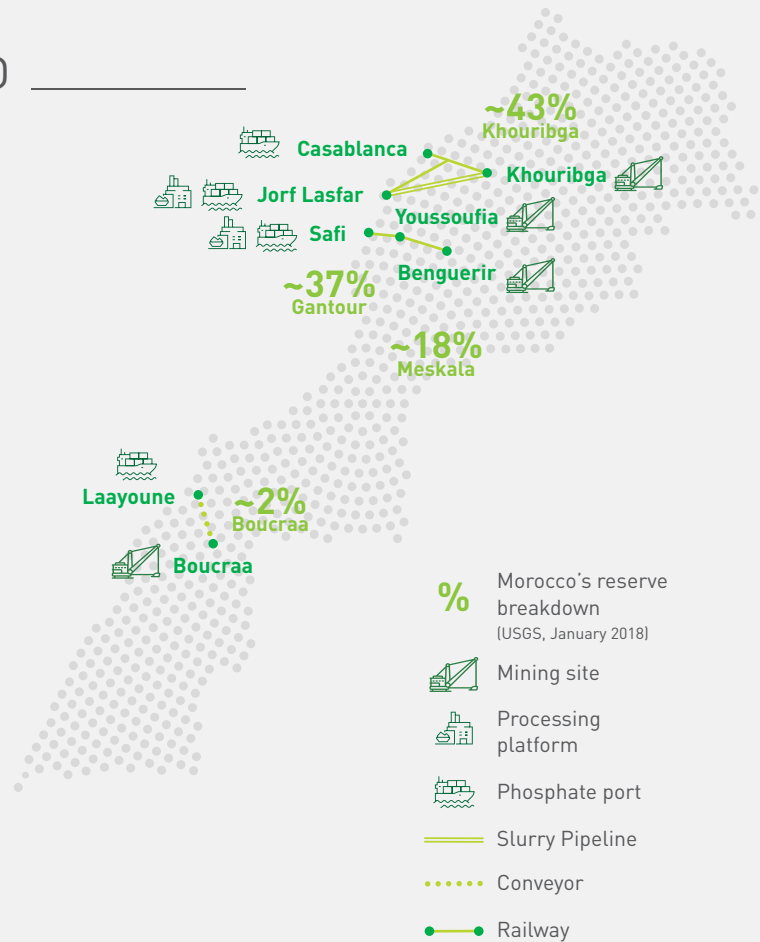 ~43%
Khouribga
Casablanca
Khouribga
Jorf Lasfar
Youssoufia
Safi
Benguerir
~37%
Gantour
~18%
Meskala
Laayoune
~2%
Boucraa
Boucraa
%
Morocco's reserve
breakdown
(USGS, January 2018)
Mining site
Processing
platform
Phosphate port
Slurry Pipeline
Conveyor
Railway